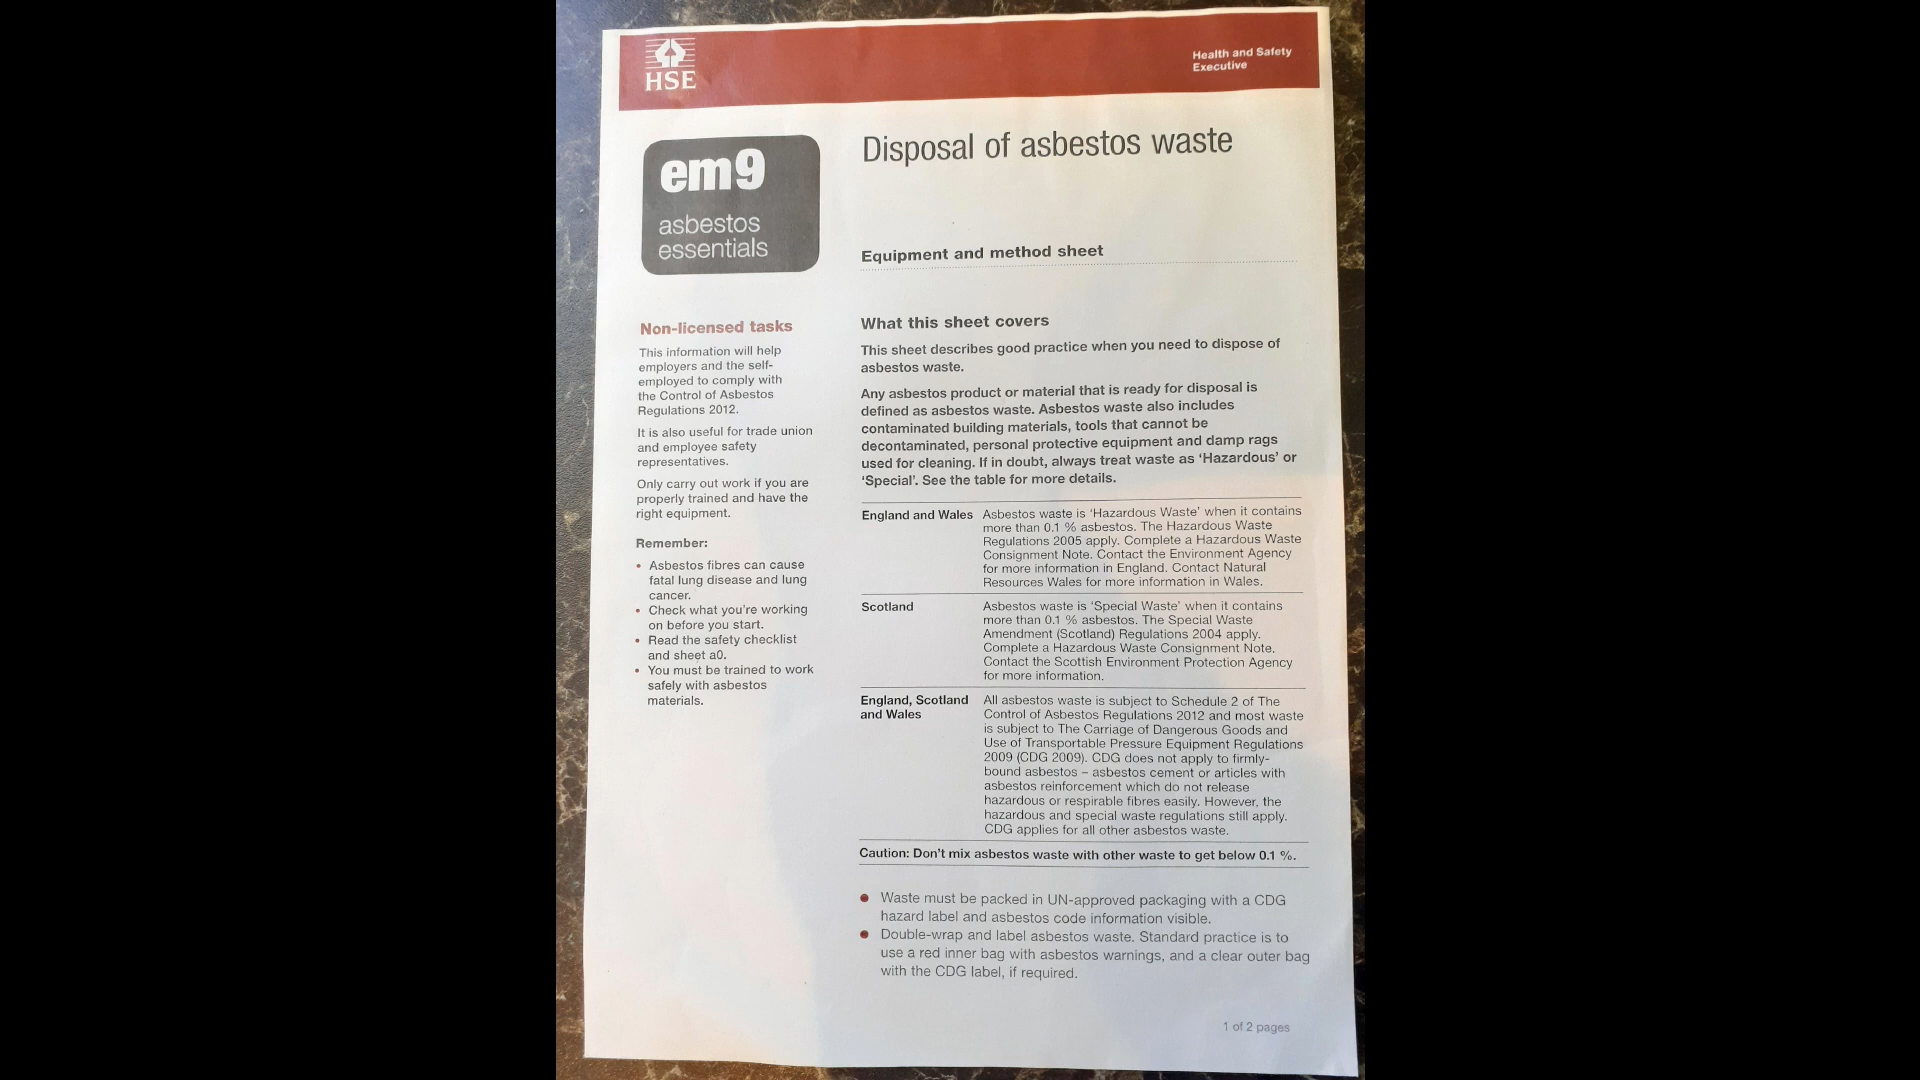 HSE
Health and Safety
Executive
em9
asbestos
essentials
Disposal of asbestos waste
Equipment and method sheet
Non-licensed tasks
This information will help
employers and the self-
employed to comply with
the Control of Asbestos
Regulations 2012.
It is also useful for trade union
and employee safety
representatives.
Only carry out work if you are
properly trained and have the
right equipment.
Remember:
• Asbestos fibres can cause
fatal lung disease and lung
cancer.
• Check what you're working
on before you start.
• Read the safety checklist
and sheet a0.
• You must be trained to work
safely with asbestos
materials.
What this sheet covers
This sheet describes good practice when you need to dispose of
asbestos waste.
Any asbestos product or material that is ready for disposal is
defined as asbestos waste. Asbestos waste also includes
contaminated building materials, tools that cannot be
decontaminated, personal protective equipment and damp rags
used for cleaning. If in doubt, always treat waste as 'Hazardous' or
'Special'. See the table for more details.
England and Wales
Asbestos waste is 'Hazardous Waste' when it contains
more than 0.1 % asbestos. The Hazardous Waste
Regulations 2005 apply. Complete a Hazardous Waste
Consignment Note. Contact the Environment Agency
for more information in England. Contact Natural
Resources Wales for more information in Wales.
Scotland
Asbestos waste is 'Special Waste' when it contains
more than 0.1 % asbestos. The Special Waste
Amendment (Scotland) Regulations 2004 apply.
Complete a Hazardous Waste Consignment Note.
Contact the Scottish Environment Protection Agency
for more information.
England, Scotland
and Wales
All asbestos waste is subject to Schedule 2 of The
Control of Asbestos Regulations 2012 and most waste
is subject to The Carriage of Dangerous Goods and
Use of Transportable Pressure Equipment Regulations
2009 (CDG 2009). CDG does not apply to firmly-
bound asbestos – asbestos cement or articles with
asbestos reinforcement which do not release
hazardous or respirable fibres easily. However, the
hazardous and special waste regulations still apply.
CDG applies for all other asbestos waste.
Caution: Don't mix asbestos waste with other waste to get below 0.1 %.
• Waste must be packed in UN-approved packaging with a CDG
hazard label and asbestos code information visible.
• Double-wrap and label asbestos waste. Standard practice is to
use a red inner bag with asbestos warnings, and a clear outer bag
with the CDG label, if required.
1 of 2 pages